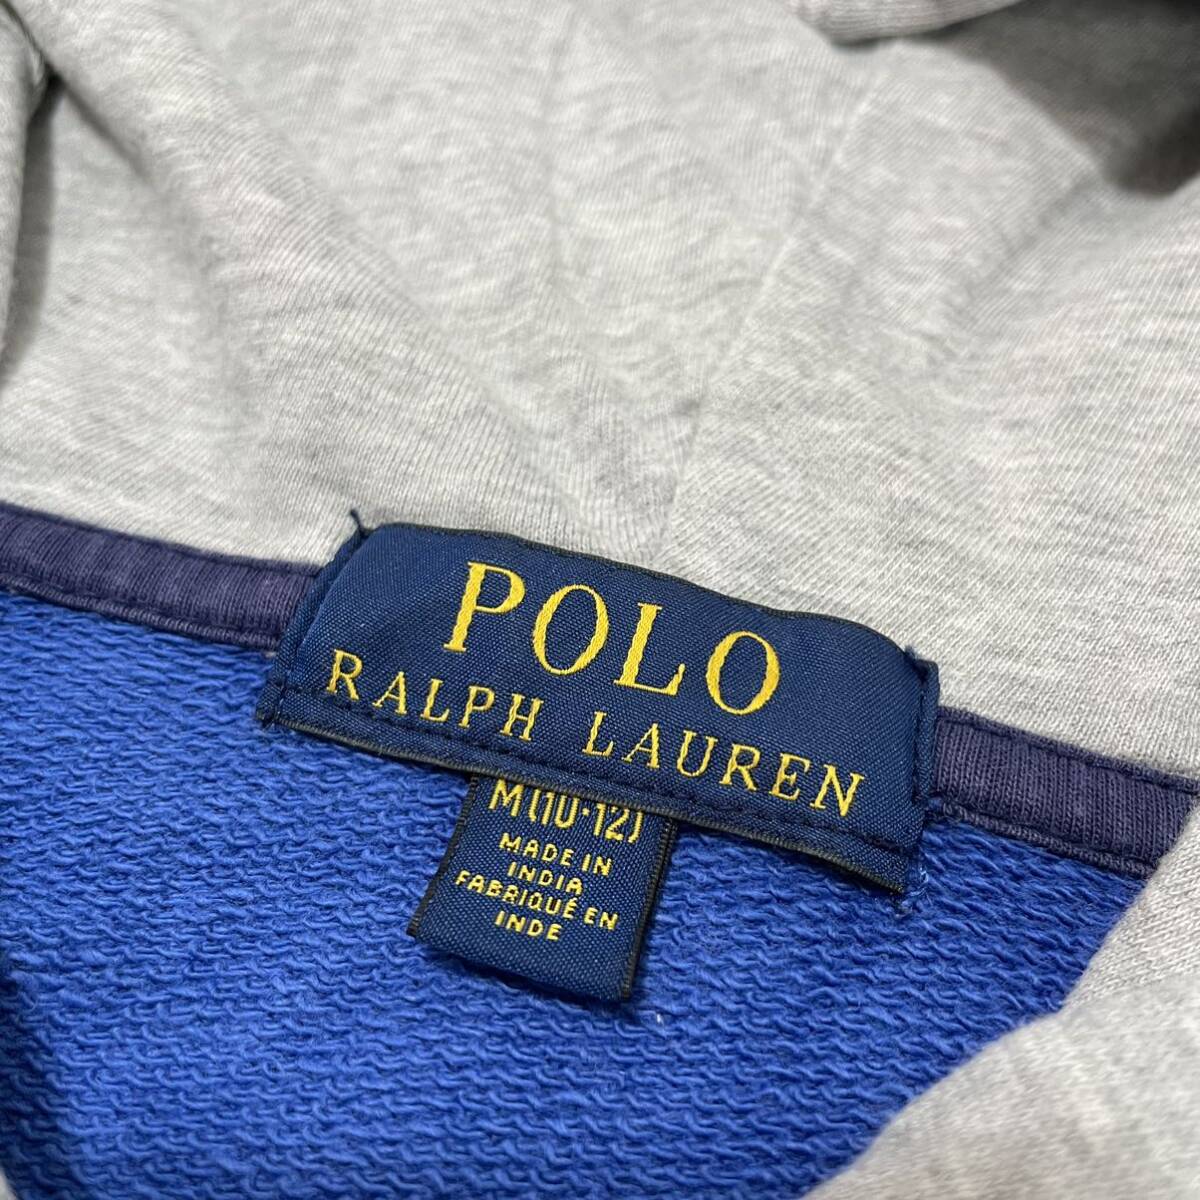 POLO
RALPH LAUREN
M(10·12)
MADE IN
INDIA
FABRIQUÉ EN
INDE